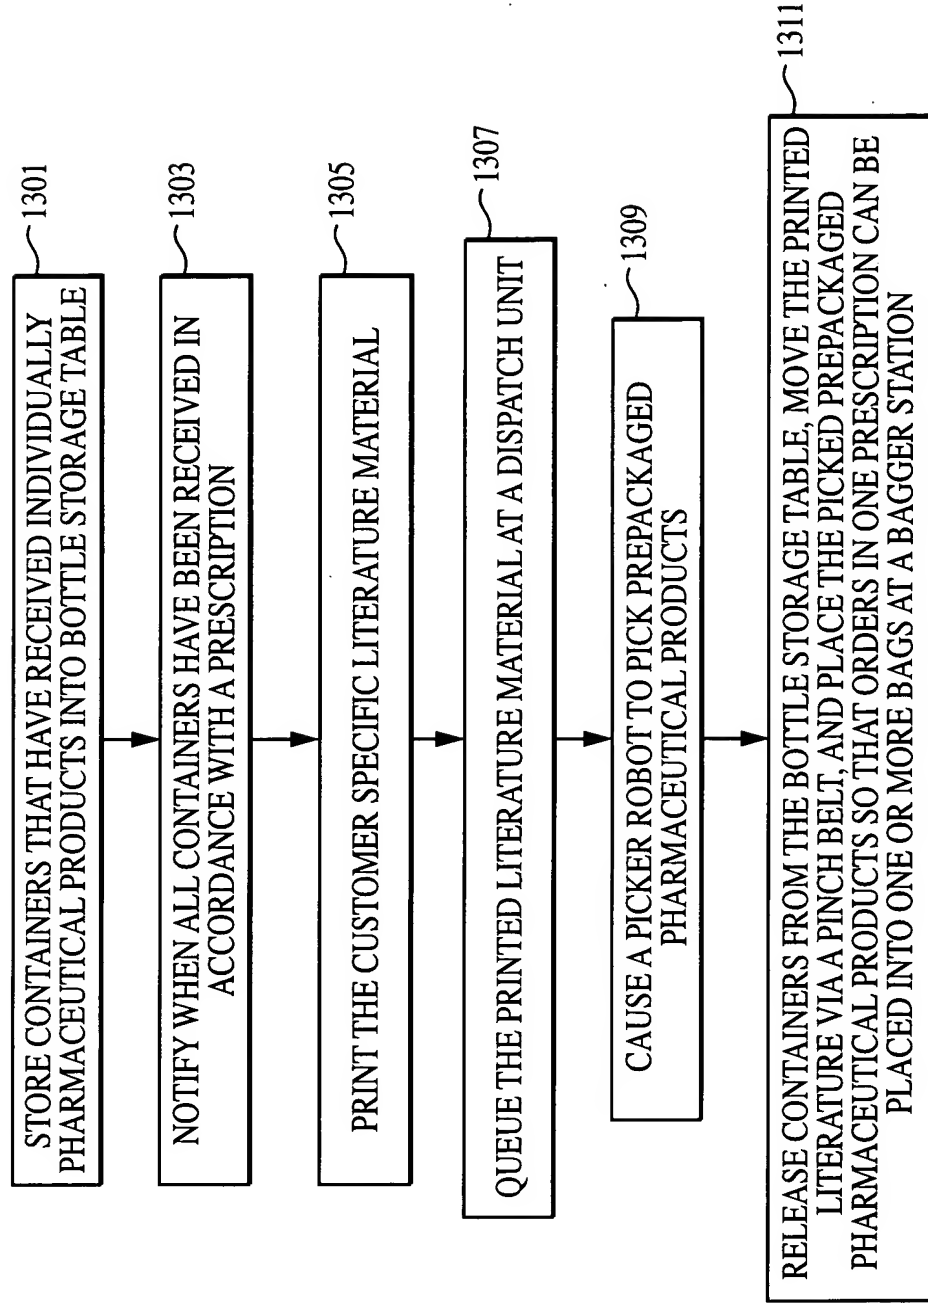 1301
STORE CONTAINERS THAT HAVE RECEIVED INDIVIDUALLY
PHARMACEUTICAL PRODUCTS INTO BOTTLE STORAGE TABLE
1303
NOTIFY WHEN ALL CONTAINERS HAVE BEEN RECEIVED IN
ACCORDANCE WITH A PRESCRIPTION
1305
PRINT THE CUSTOMER SPECIFIC LITERATURE MATERIAL
1307
QUEUE THE PRINTED LITERATURE MATERIAL AT A DISPATCH UNIT
1309
CAUSE A PICKER ROBOT TO PICK PREPACKAGED
PHARMACEUTICAL PRODUCTS
1311
RELEASE CONTAINERS FROM THE BOTTLE STORAGE TABLE, MOVE THE PRINTED
LITERATURE VIA A PINCH BELT, AND PLACE THE PICKED PREPACKAGED
PHARMACEUTICAL PRODUCTS SO THAT ORDERS IN ONE PRESCRIPTION CAN BE
PLACED INTO ONE OR MORE BAGS AT A BAGGER STATION